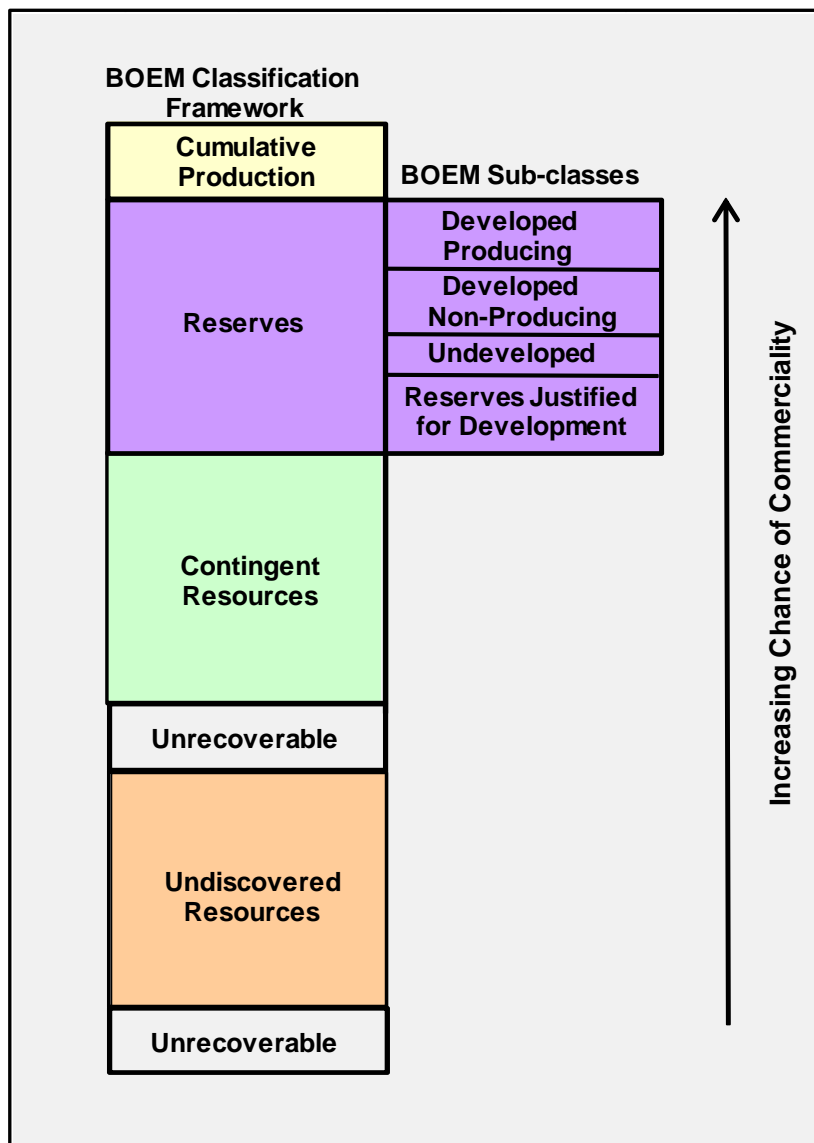 BOEM Classification
Framework
Cumulative
Production
BOEM Sub-classes
Reserves
Developed
Producing
Developed
Non-Producing
Undeveloped
Reserves Justified
for Development
Contingent
Resources
Unrecoverable
Undiscovered
Resources
Unrecoverable
Increasing Chance of Commerciality